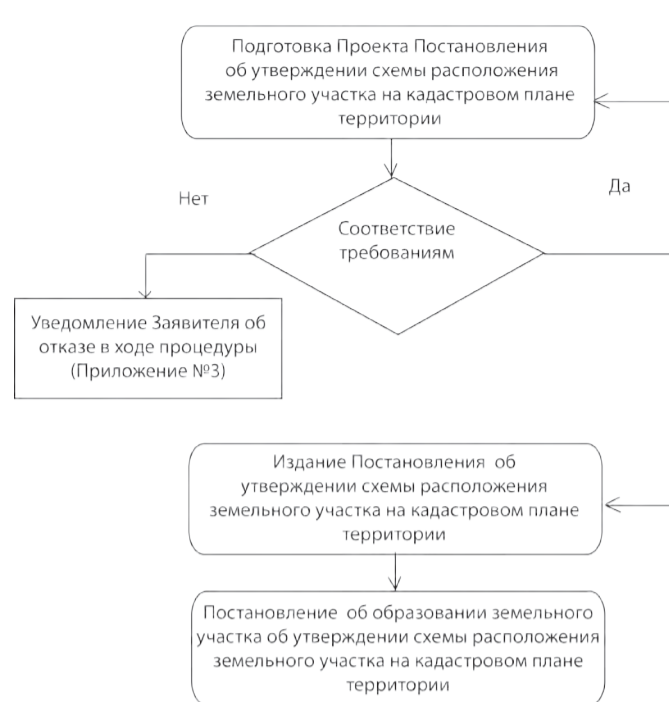 Подготовка Проекта Постановления
об утверждении схемы расположения
земельного участка на кадастровом плане
территории
Нет
Да
Соответствие
требованиям
Уведомление Заявителя об
отказе в ходе процедуры
(Приложение №3)
Издание Постановления об
утверждении схемы расположения
земельного участка на кадастровом плане
территории
Постановление об образовании земельного
участка об утверждении схемы расположения
земельного участка на кадастровом плане
территории